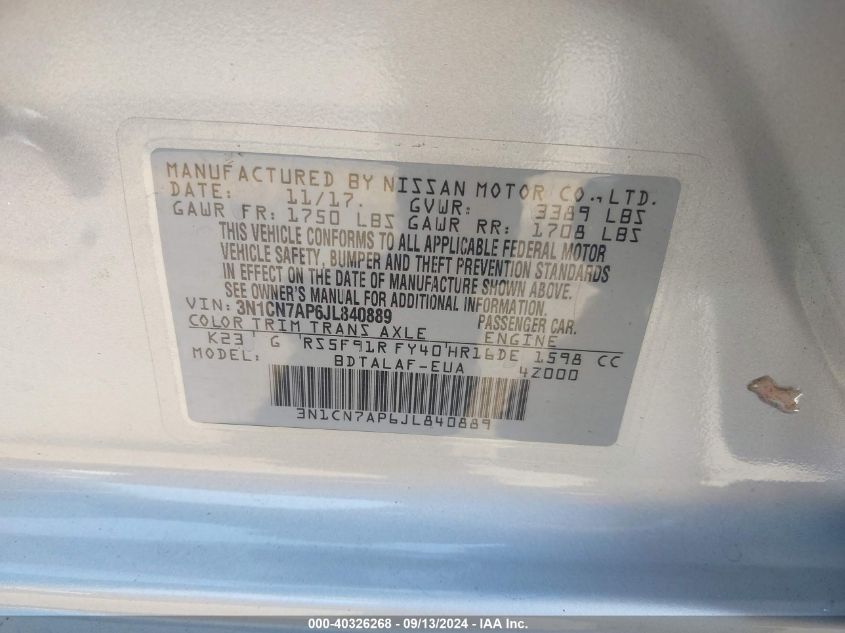 MANUFACTURED BY NISSAN MOTOR CO., LTD.
DATE: 11/17. GVWR: 3389 LBS
GAWR FR: 1750 LBS GAWR RR: 1708 LBS
THIS VEHICLE CONFORMS TO ALL APPLICABLE FEDERAL MOTOR
VEHICLE SAFETY, BUMPER AND THEFT PREVENTION STANDARDS
IN EFFECT ON THE DATE OF MANUFACTURE SHOWN ABOVE.
SEE OWNER'S MANUAL FOR ADDITIONAL INFORMATION.
VIN: 3N1CN7AP6JL840889 PASSENGER CAR.
COLOR TRIM TRANS AXLE ENGINE
K23 G RS5F91R FY40 HR16DE 1598 CC
MODEL: BDTALAF-EUA 4Z000
3N1CN7AP6JL840889
000-40326268 - 09/13/2024 - IAA Inc.